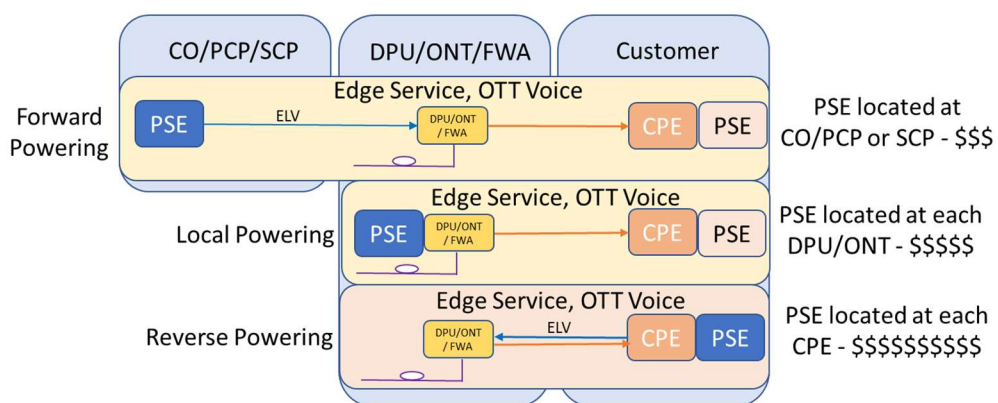 CO/PCP/SCP
DPU/ONT/FWA
Customer
Forward
Powering
Edge Service, OTT Voice
PSE
ELV
DPU/ONT
/ FWA
CPE
PSE
PSE located at
CO/PCP or SCP - $$$
Local Powering
Edge Service, OTT Voice
PSE
DPU/ONT
/FWA
CPE
PSE
PSE located at each
DPU/ONT - $$$$$
Reverse Powering
Edge Service, OTT Voice
DPU/ONT
/ FWA
ELV
CPE
PSE
PSE located at each
CPE - $$$$$$$$$$